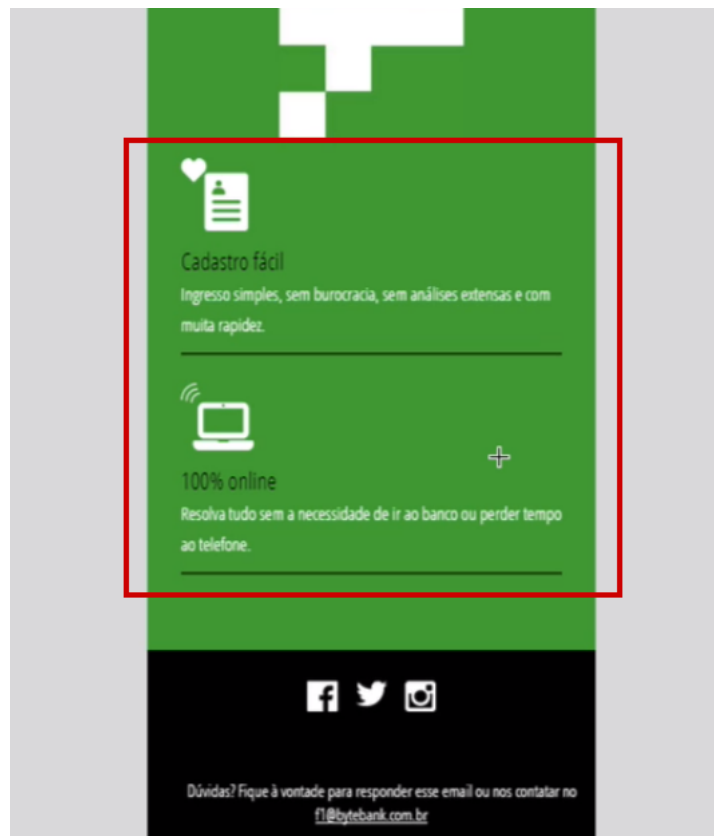 Cadastro fácil
Ingresso simples, sem burocracia, sem análises extensas e com
muita rapidez.
100% online
Resolva tudo sem a necessidade de ir ao banco ou perder tempo
ao telefone.
Dúvidas? Fique à vontade para responder esse email ou nos contatar no
f1@bytebank.com.br